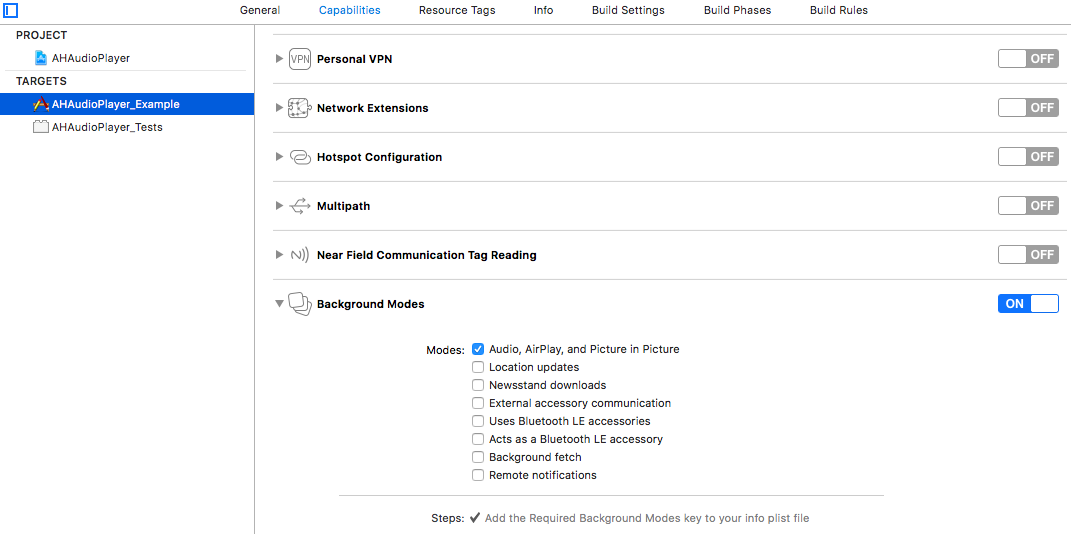 General Capabilities Resource Tags Info Build Settings Build Phases Build Rules
PROJECT
AHAudioPlayer
TARGETS
AHAudioPlayer_Example
AHAudioPlayer_Tests
VPN Personal VPN OFF
Network Extensions OFF
Hotspot Configuration OFF
Multipath OFF
Near Field Communication Tag Reading OFF
Background Modes ON
Modes: Audio, AirPlay, and Picture in Picture
Location updates
Newsstand downloads
External accessory communication
Uses Bluetooth LE accessories
Acts as a Bluetooth LE accessory
Background fetch
Remote notifications
Steps: ✔ Add the Required Background Modes key to your info plist file